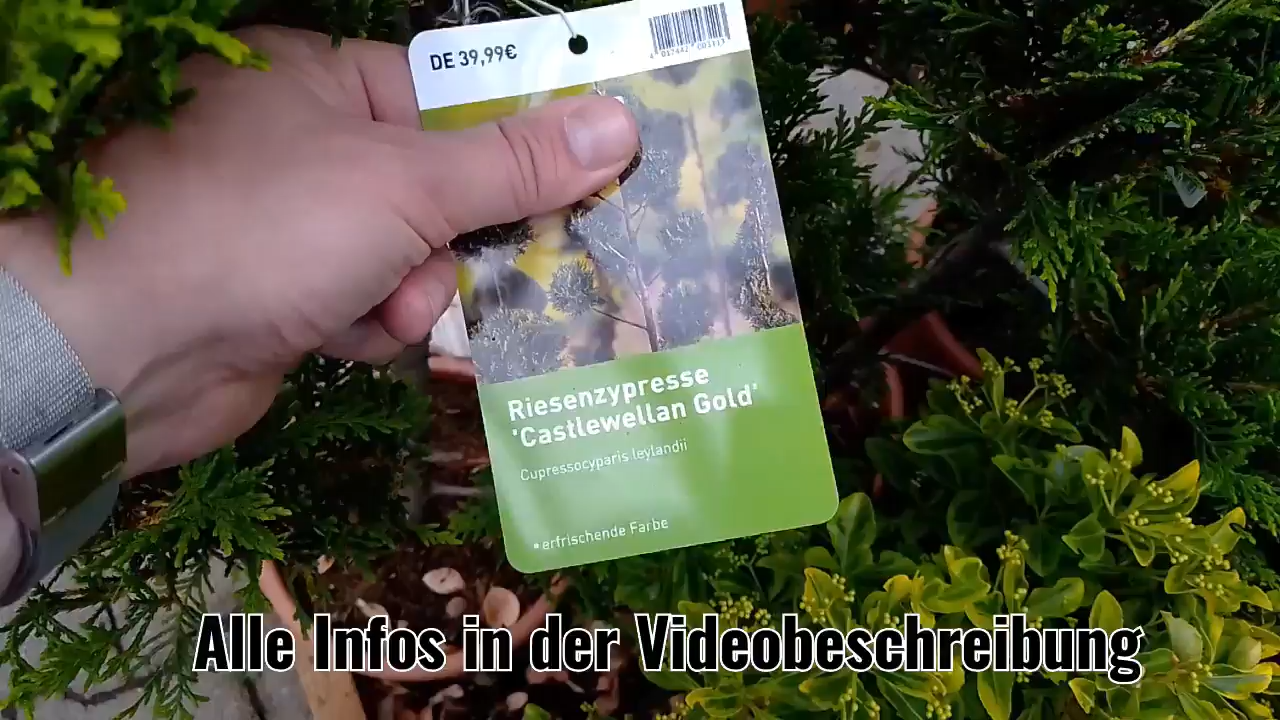 DE 39,99€
Riesenzypresse
'Castlewellan Gold'
Cupressocyparis leylandii
• erfrischende Farbe
Alle Infos in der Videobeschreibung